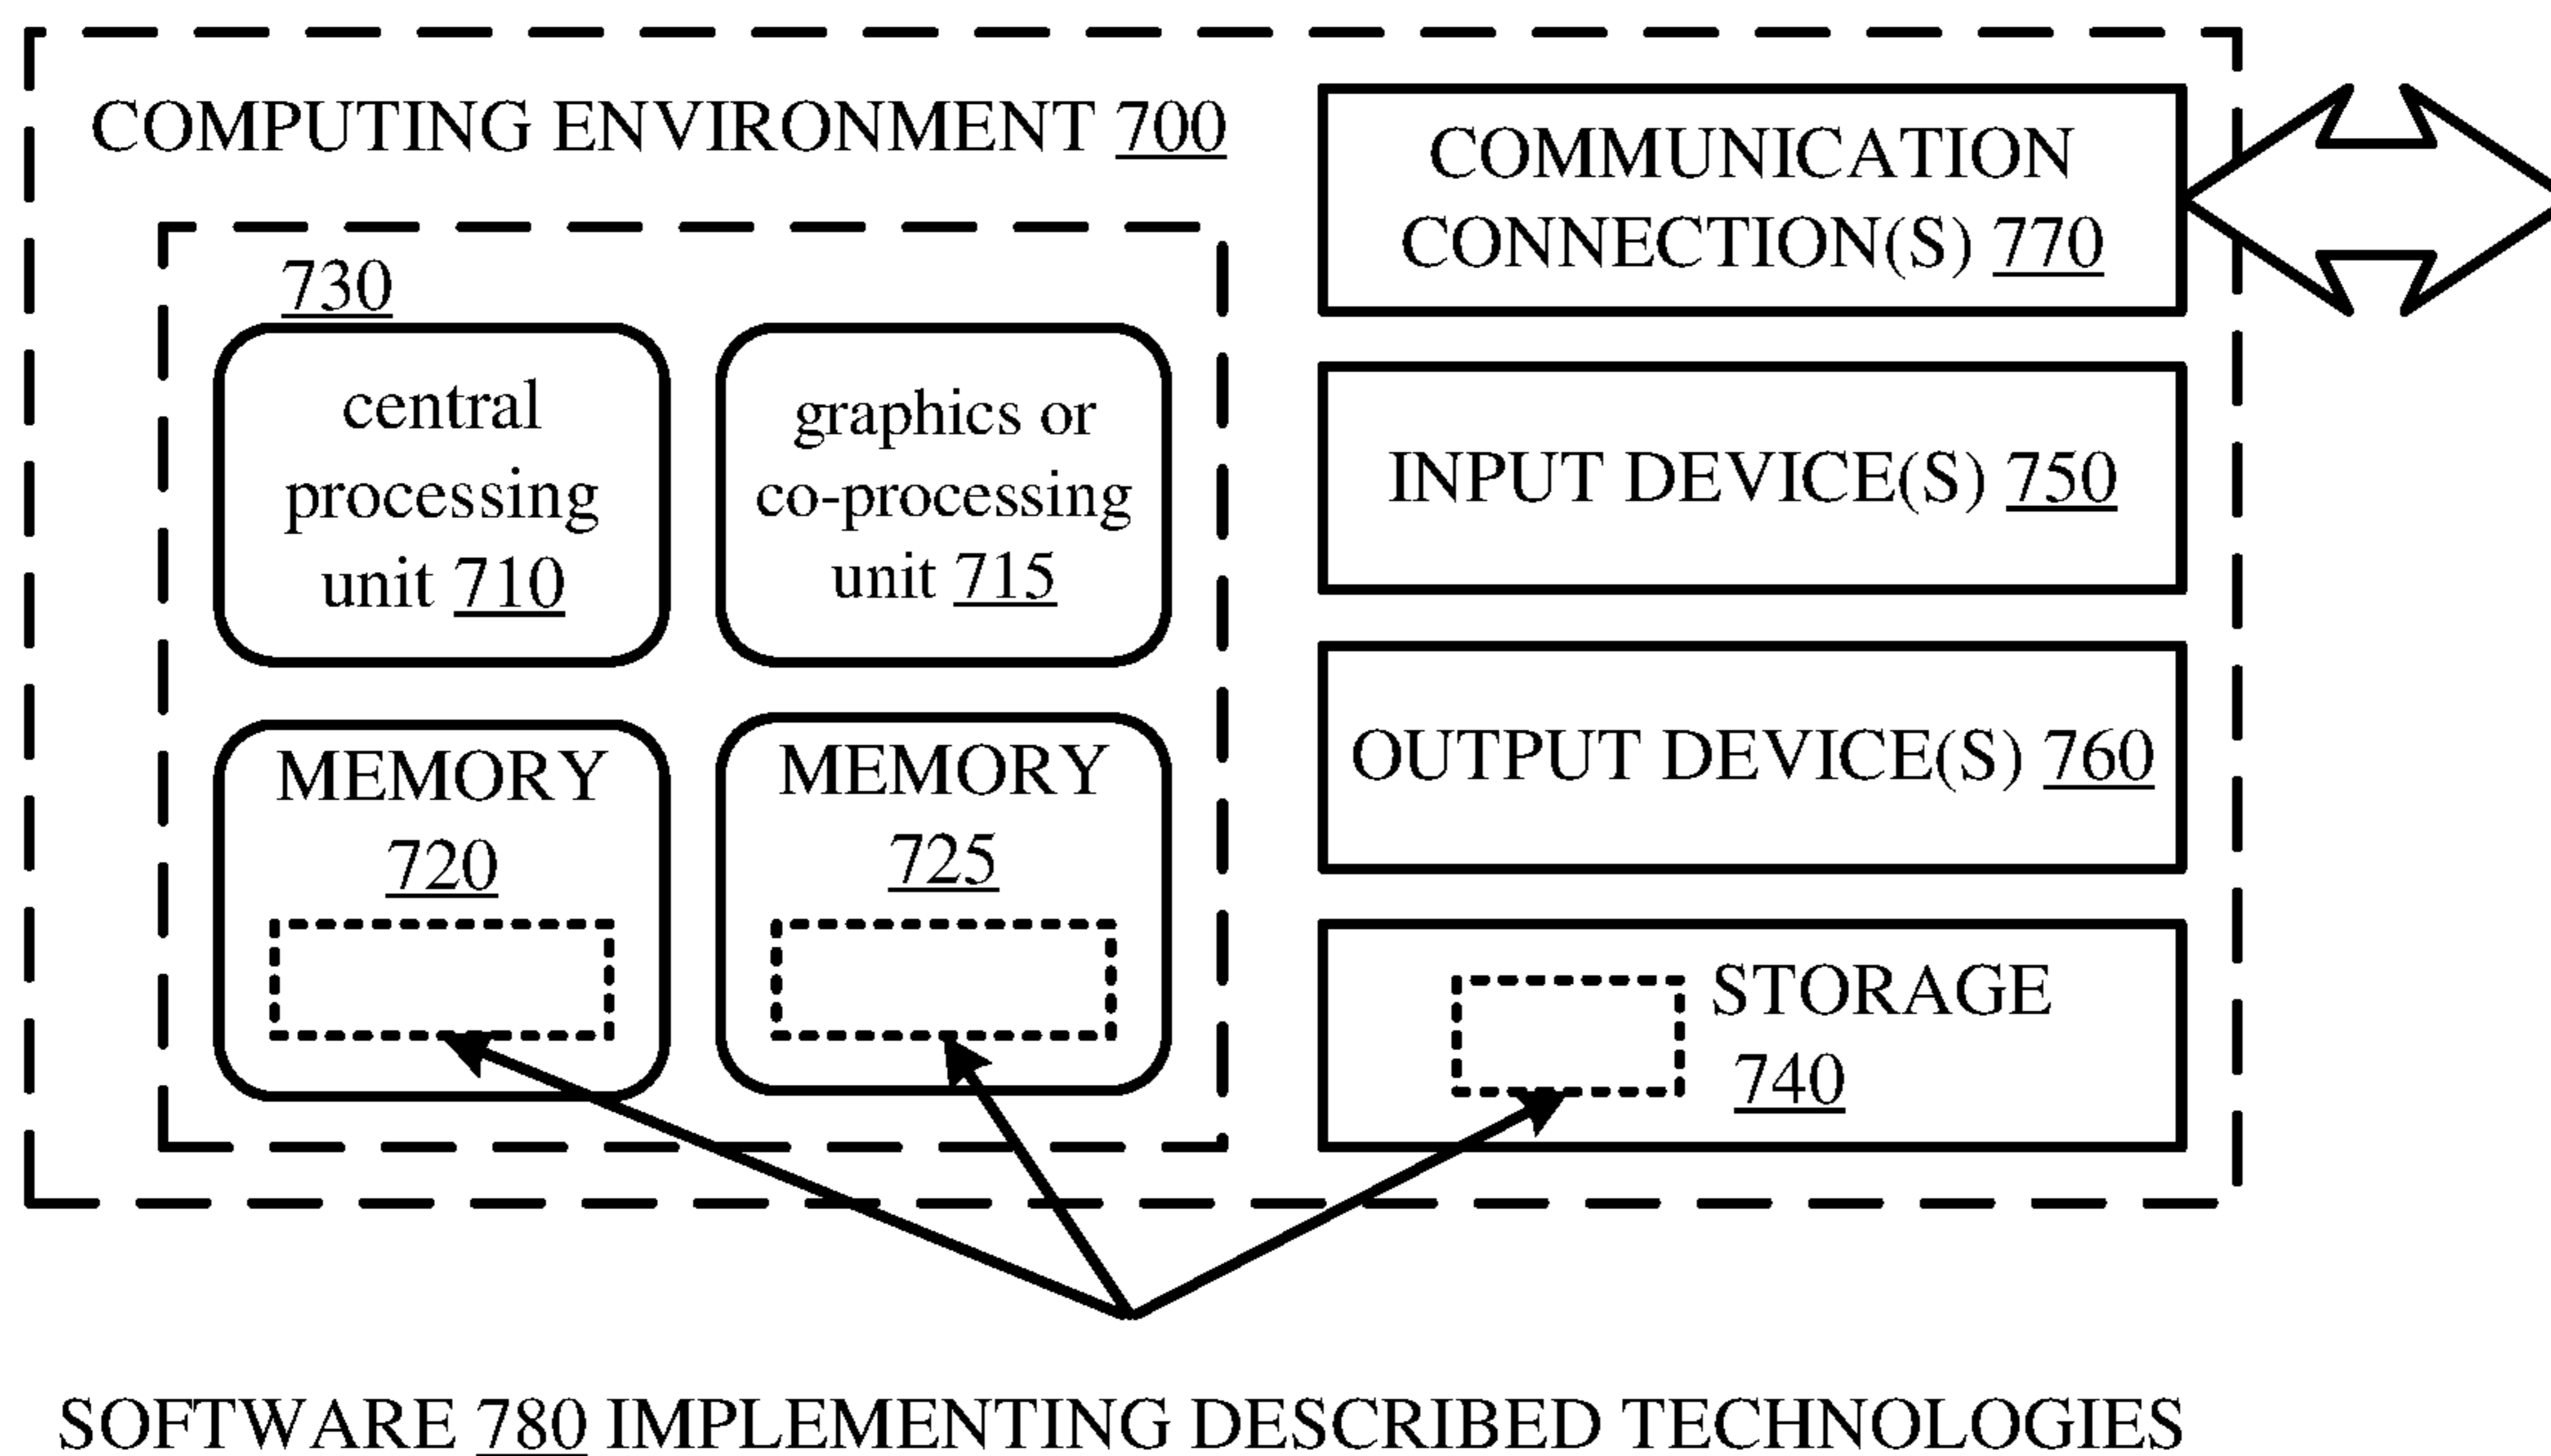 COMPUTING ENVIRONMENT 700
730
central
processing
unit 710
graphics or
co-processing
unit 715
MEMORY
720
MEMORY
725
COMMUNICATION
CONNECTION(S) 770
INPUT DEVICE(S) 750
OUTPUT DEVICE(S) 760
STORAGE
740
SOFTWARE 780 IMPLEMENTING DESCRIBED TECHNOLOGIES